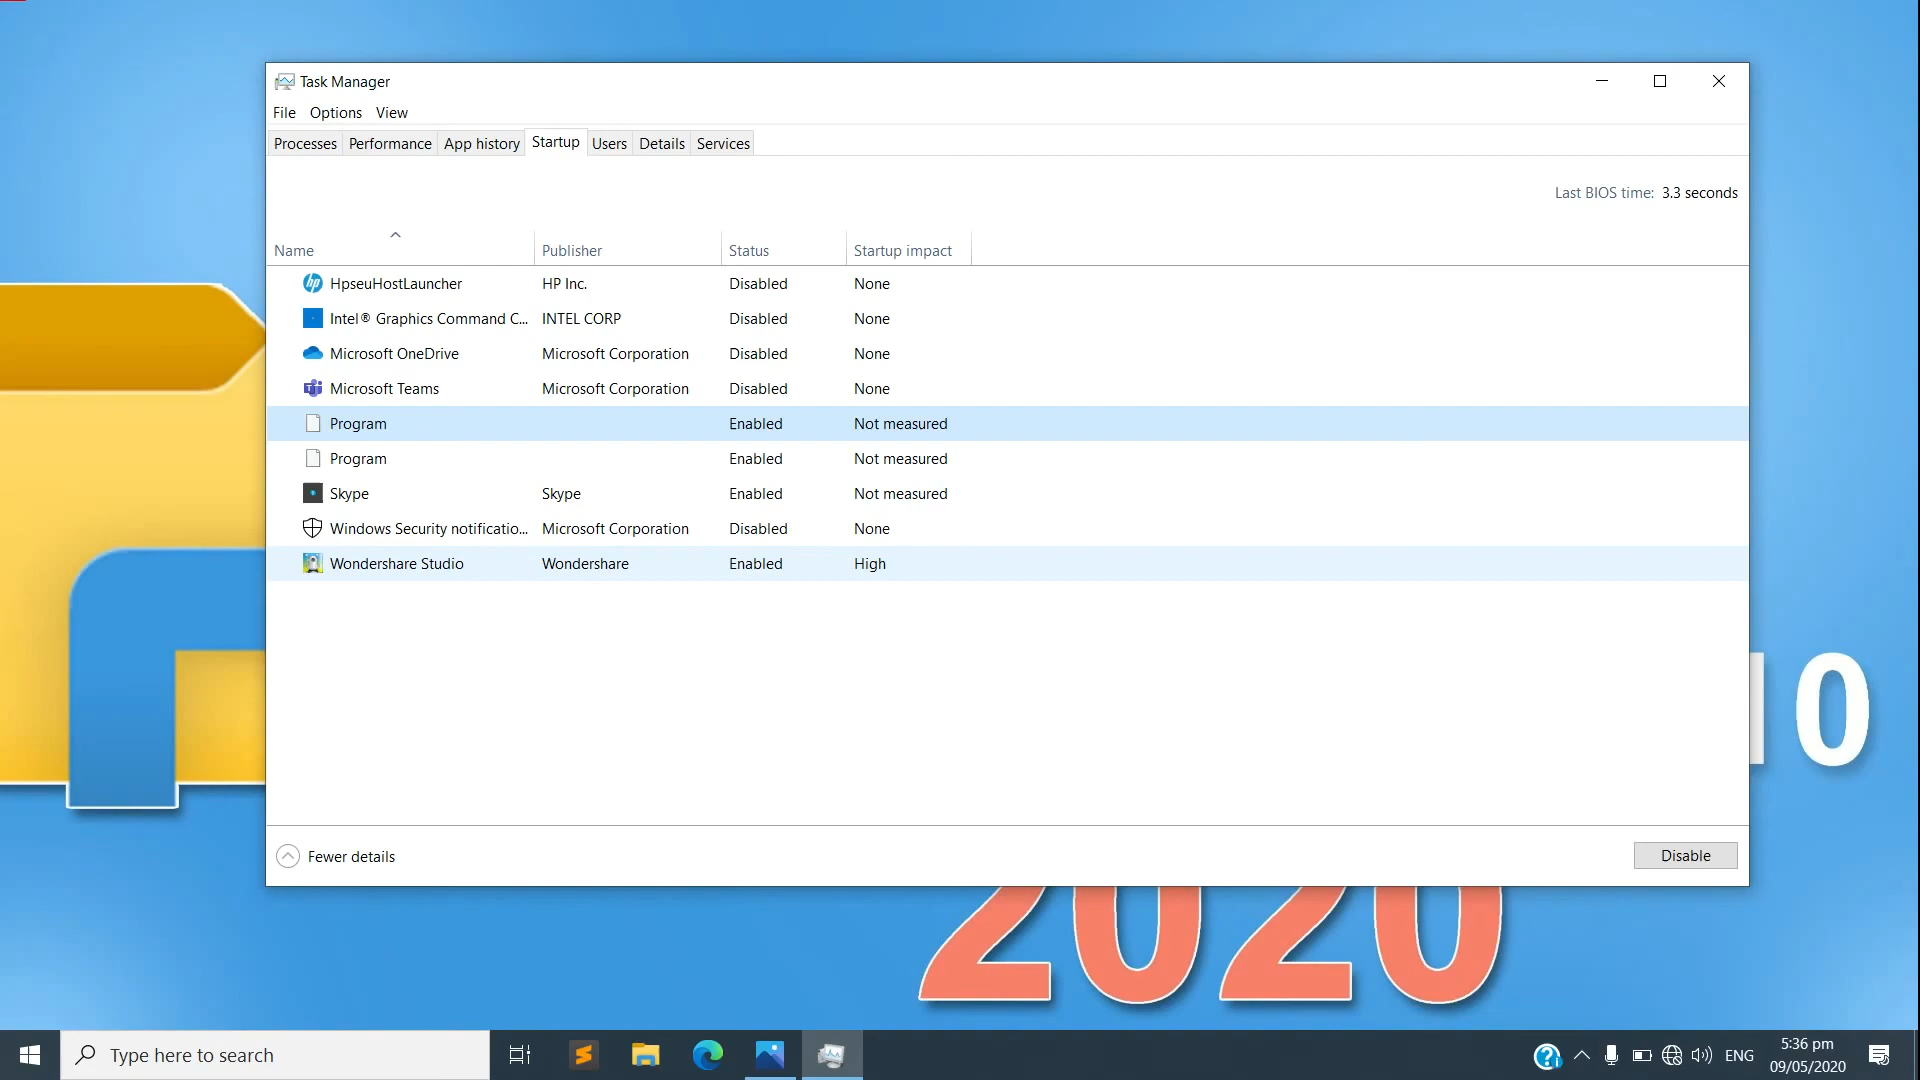 Task Manager
File Options View
Processes Performance App history Startup Users Details Services
Last BIOS time: 3.3 seconds
Name Publisher Status Startup impact
HpseuHostLauncher HP Inc. Disabled None
Intel® Graphics Command C... INTEL CORP Disabled None
Microsoft OneDrive Microsoft Corporation Disabled None
Microsoft Teams Microsoft Corporation Disabled None
Program Enabled Not measured
Program Enabled Not measured
Skype Skype Enabled Not measured
Windows Security notificatio... Microsoft Corporation Disabled None
Wondershare Studio Wondershare Enabled High
10
Fewer details Disable
2020
Type here to search ENG 5:36 pm
09/05/2020